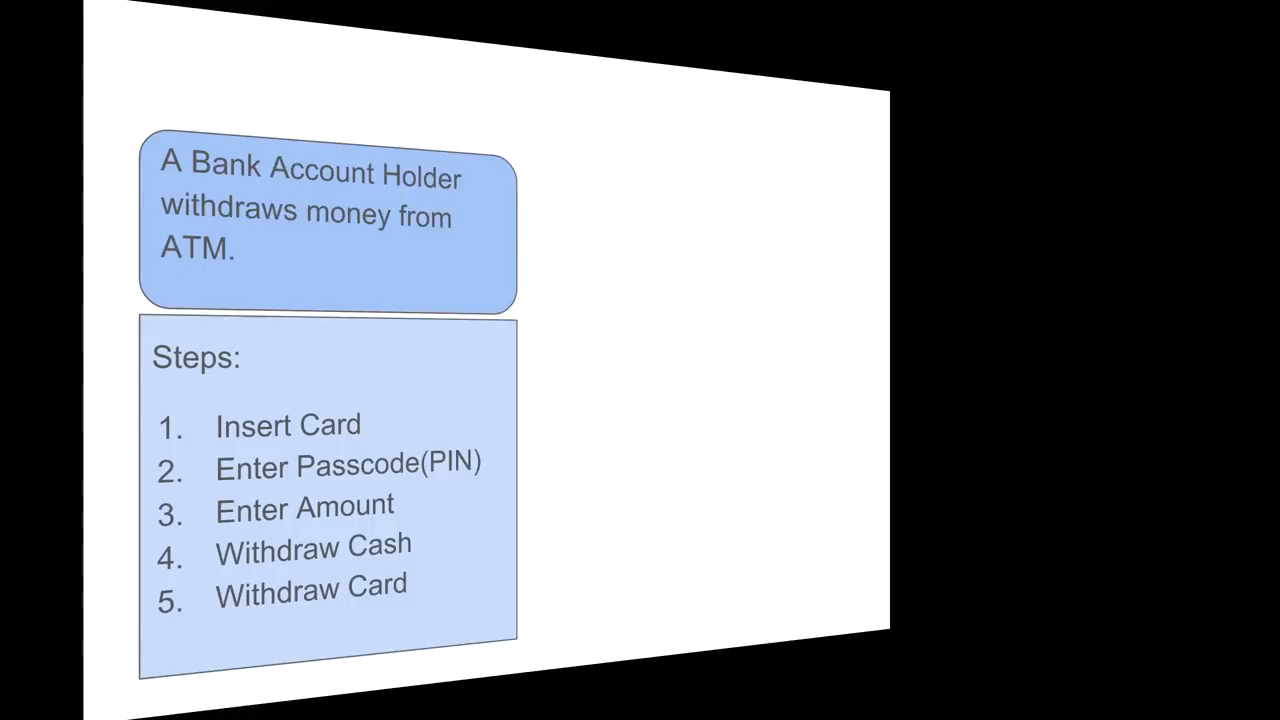 A Bank Account Holder
withdraws money from
ATM.
Steps:
1. Insert Card
2. Enter Passcode(PIN)
3. Enter Amount
4. Withdraw Cash
5. Withdraw Card